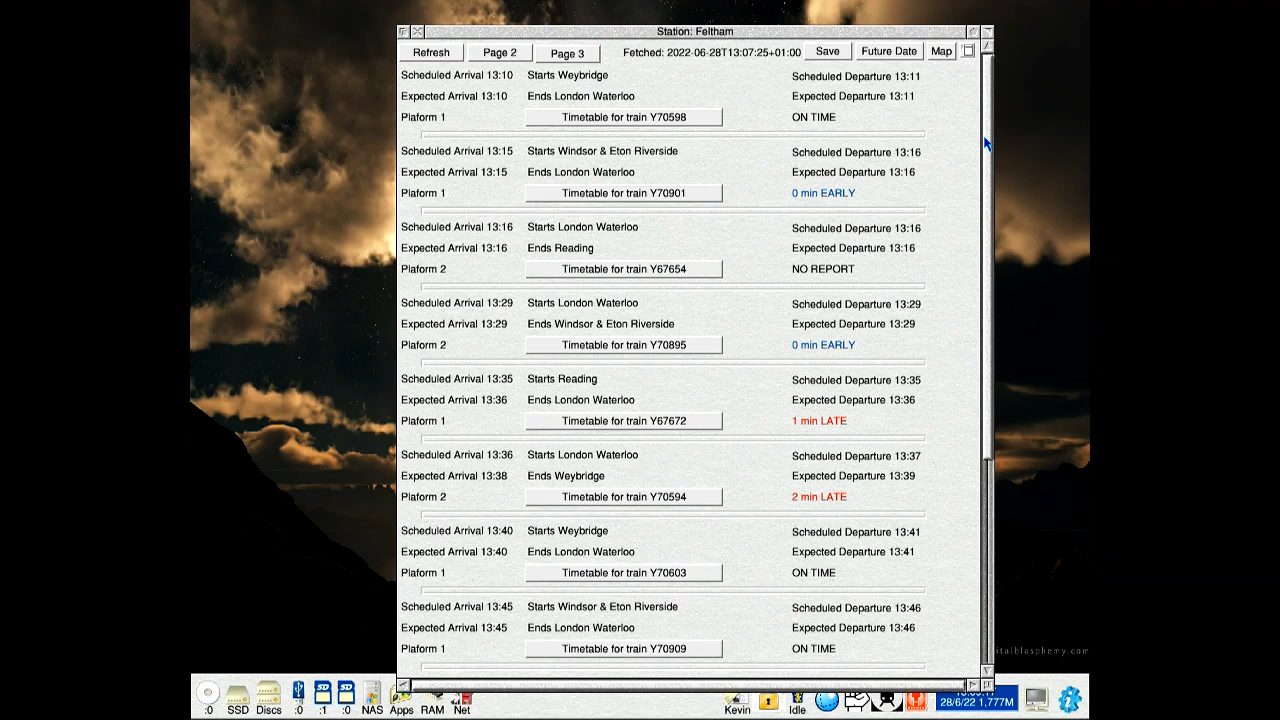 Station: Feltham
Refresh Page 2 Page 3 Fetched: 2022-06-28T13:07:25+01:00 Save Future Date Map
Scheduled Arrival 13:10 Starts Weybridge Scheduled Departure 13:11
Expected Arrival 13:10 Ends London Waterloo Expected Departure 13:11
Plaform 1 Timetable for train Y70598 ON TIME
Scheduled Arrival 13:15 Starts Windsor & Eton Riverside Scheduled Departure 13:16
Expected Arrival 13:15 Ends London Waterloo Expected Departure 13:16
Plaform 1 Timetable for train Y70901 0 min EARLY
Scheduled Arrival 13:16 Starts London Waterloo Scheduled Departure 13:16
Expected Arrival 13:16 Ends Reading Expected Departure 13:16
Plaform 2 Timetable for train Y67654 NO REPORT
Scheduled Arrival 13:29 Starts London Waterloo Scheduled Departure 13:29
Expected Arrival 13:29 Ends Windsor & Eton Riverside Expected Departure 13:29
Plaform 2 Timetable for train Y70895 0 min EARLY
Scheduled Arrival 13:35 Starts Reading Scheduled Departure 13:35
Expected Arrival 13:36 Ends London Waterloo Expected Departure 13:36
Plaform 1 Timetable for train Y67672 1 min LATE
Scheduled Arrival 13:36 Starts London Waterloo Scheduled Departure 13:37
Expected Arrival 13:38 Ends Weybridge Expected Departure 13:39
Plaform 2 Timetable for train Y70594 2 min LATE
Scheduled Arrival 13:40 Starts Weybridge Scheduled Departure 13:41
Expected Arrival 13:40 Ends London Waterloo Expected Departure 13:41
Plaform 1 Timetable for train Y70603 ON TIME
Scheduled Arrival 13:45 Starts Windsor & Eton Riverside Scheduled Departure 13:46
Expected Arrival 13:45 Ends London Waterloo Expected Departure 13:46
Plaform 1 Timetable for train Y70909 ON TIME
italblasphemy.com
:0 SSD Discs :0 :1 :0 NAS Apps RAM Net Kevin Idle 28/6/22 1,777M